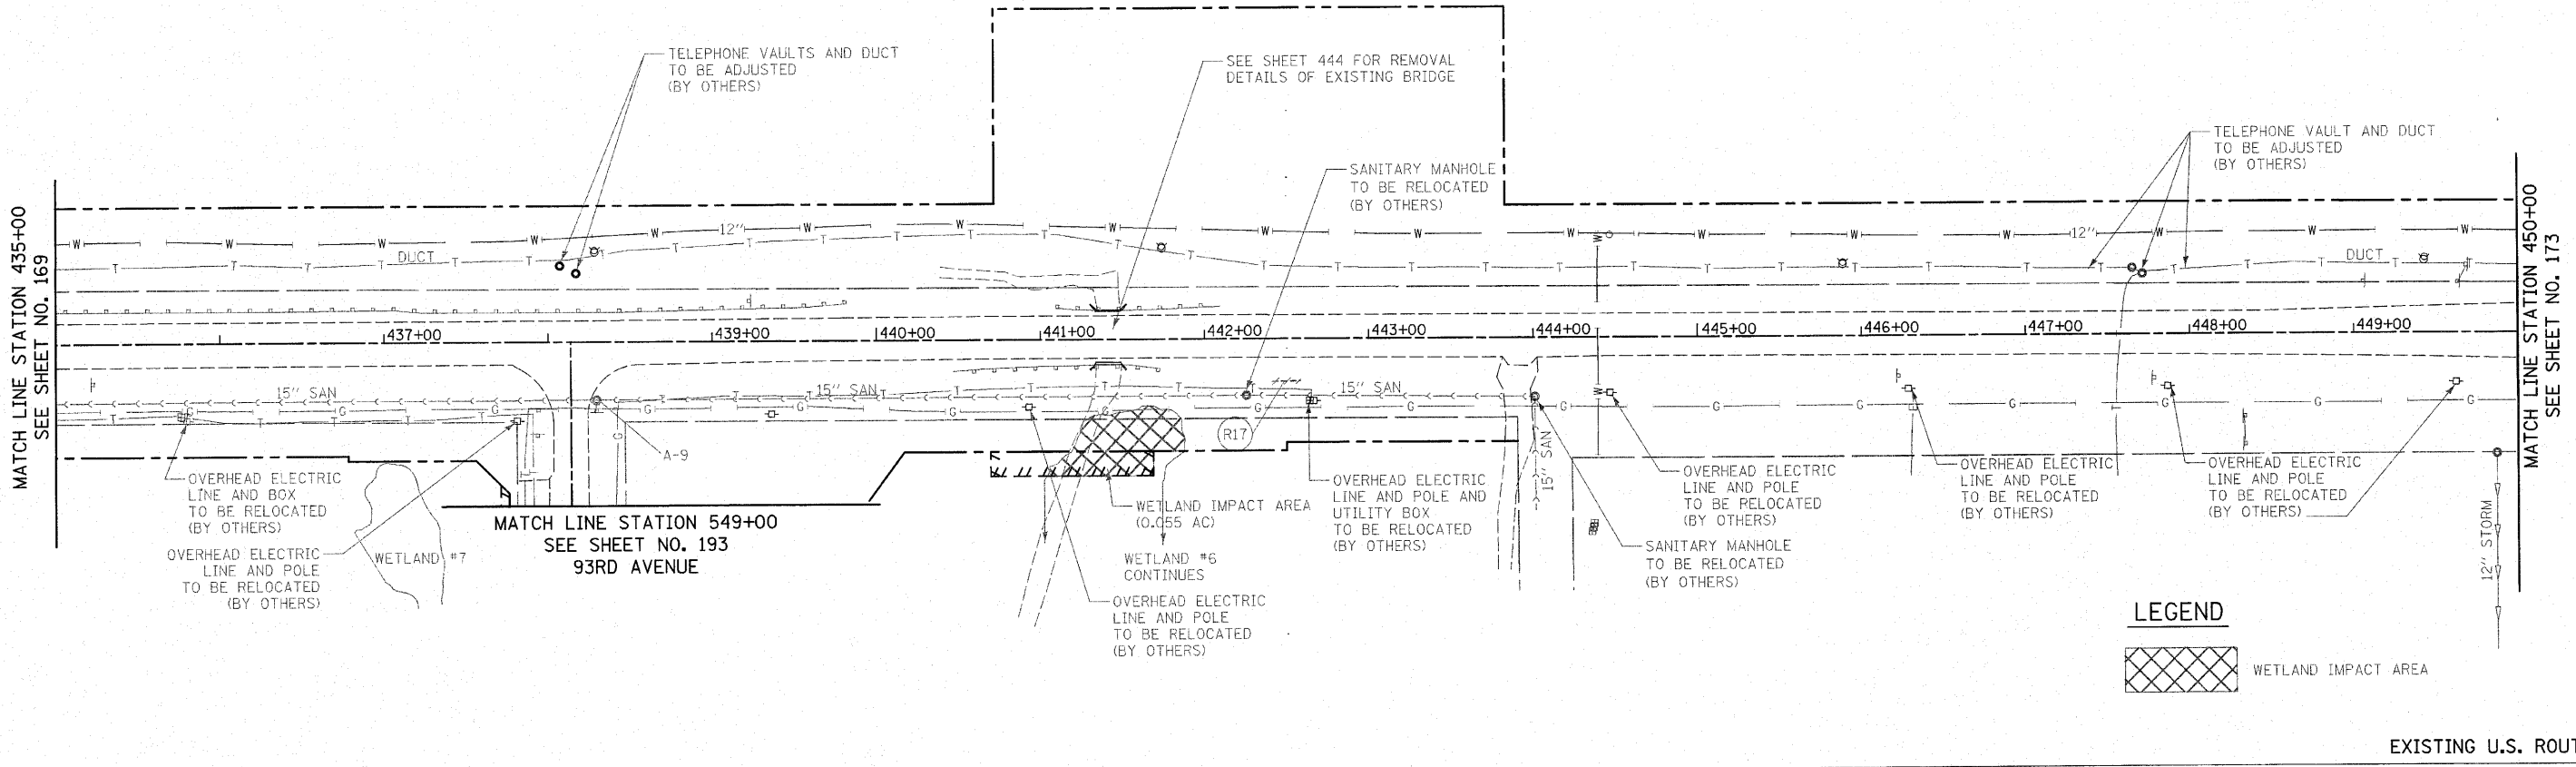 TELEPHONE VAULTS AND DUCT
TO BE ADJUSTED
(BY OTHERS)
SEE SHEET 444 FOR REMOVAL
DETAILS OF EXISTING BRIDGE
TELEPHONE VAULT AND DUCT
TO BE ADJUSTED
(BY OTHERS)
SANITARY MANHOLE
TO BE RELOCATED
(BY OTHERS)
MATCH LINE STATION 435+00
SEE SHEET NO. 169
MATCH LINE STATION 450+00
SEE SHEET NO. 173
W W W W W 12" W W W W W W W W W 12" W W W
T T T T DUCT T T T T T T T T T T T T T T T T T T T T DUCT T
437+00 439+00 440+00 441+00 442+00 443+00 444+00 445+00 446+00 447+00 448+00 449+00
15" SAN 15" SAN 15" SAN
G G G G G G G G G G G G G G
T T T T T T T T
A-9
R17
15" SAN
OVERHEAD ELECTRIC
LINE AND BOX
TO BE RELOCATED
(BY OTHERS)
OVERHEAD ELECTRIC
LINE AND POLE
TO BE RELOCATED
(BY OTHERS)
WETLAND #7
MATCH LINE STATION 549+00
SEE SHEET NO. 193
93RD AVENUE
WETLAND IMPACT AREA
(0.055 AC)
WETLAND #6
CONTINUES
OVERHEAD ELECTRIC
LINE AND POLE
TO BE RELOCATED
(BY OTHERS)
OVERHEAD ELECTRIC
LINE AND POLE AND
UTILITY BOX
TO BE RELOCATED
(BY OTHERS)
SANITARY MANHOLE
TO BE RELOCATED
(BY OTHERS)
OVERHEAD ELECTRIC
LINE AND POLE
TO BE RELOCATED
(BY OTHERS)
OVERHEAD ELECTRIC
LINE AND POLE
TO BE RELOCATED
(BY OTHERS)
OVERHEAD ELECTRIC
LINE AND POLE
TO BE RELOCATED
(BY OTHERS)
12" STORM
LEGEND
WETLAND IMPACT AREA
EXISTING U.S. ROUT